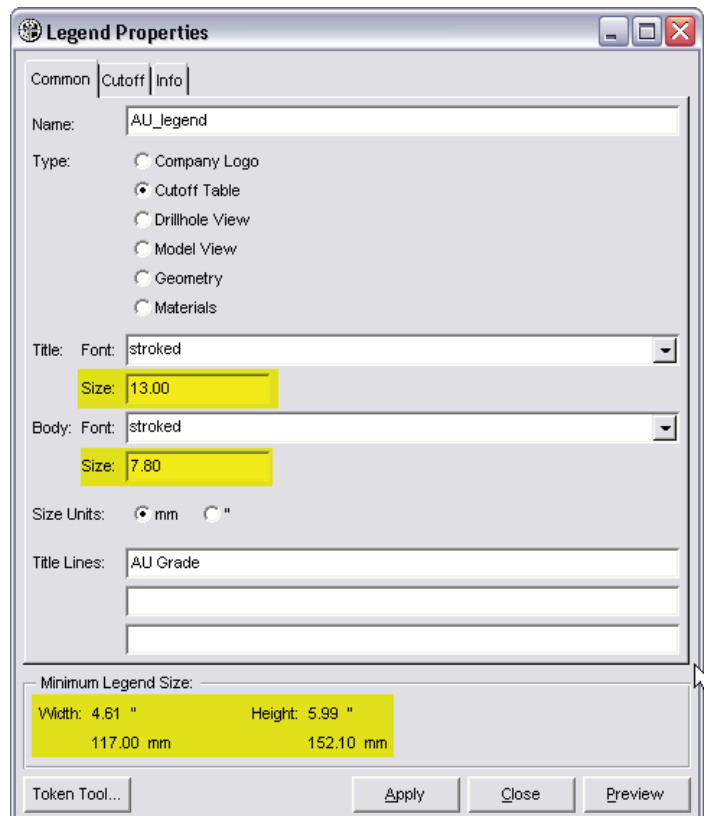 Legend Properties
Common Cutoff Info
Name: AU_legend
Type: Company Logo
Cutoff Table
Drillhole View
Model View
Geometry
Materials
Title: Font: stroked
Size: 13.00
Body: Font: stroked
Size: 7.80
Size Units: mm "
Title Lines: AU Grade
Minimum Legend Size:
Width: 4.61 " Height: 5.99 "
117.00 mm 152.10 mm
Token Tool... Apply Close Preview